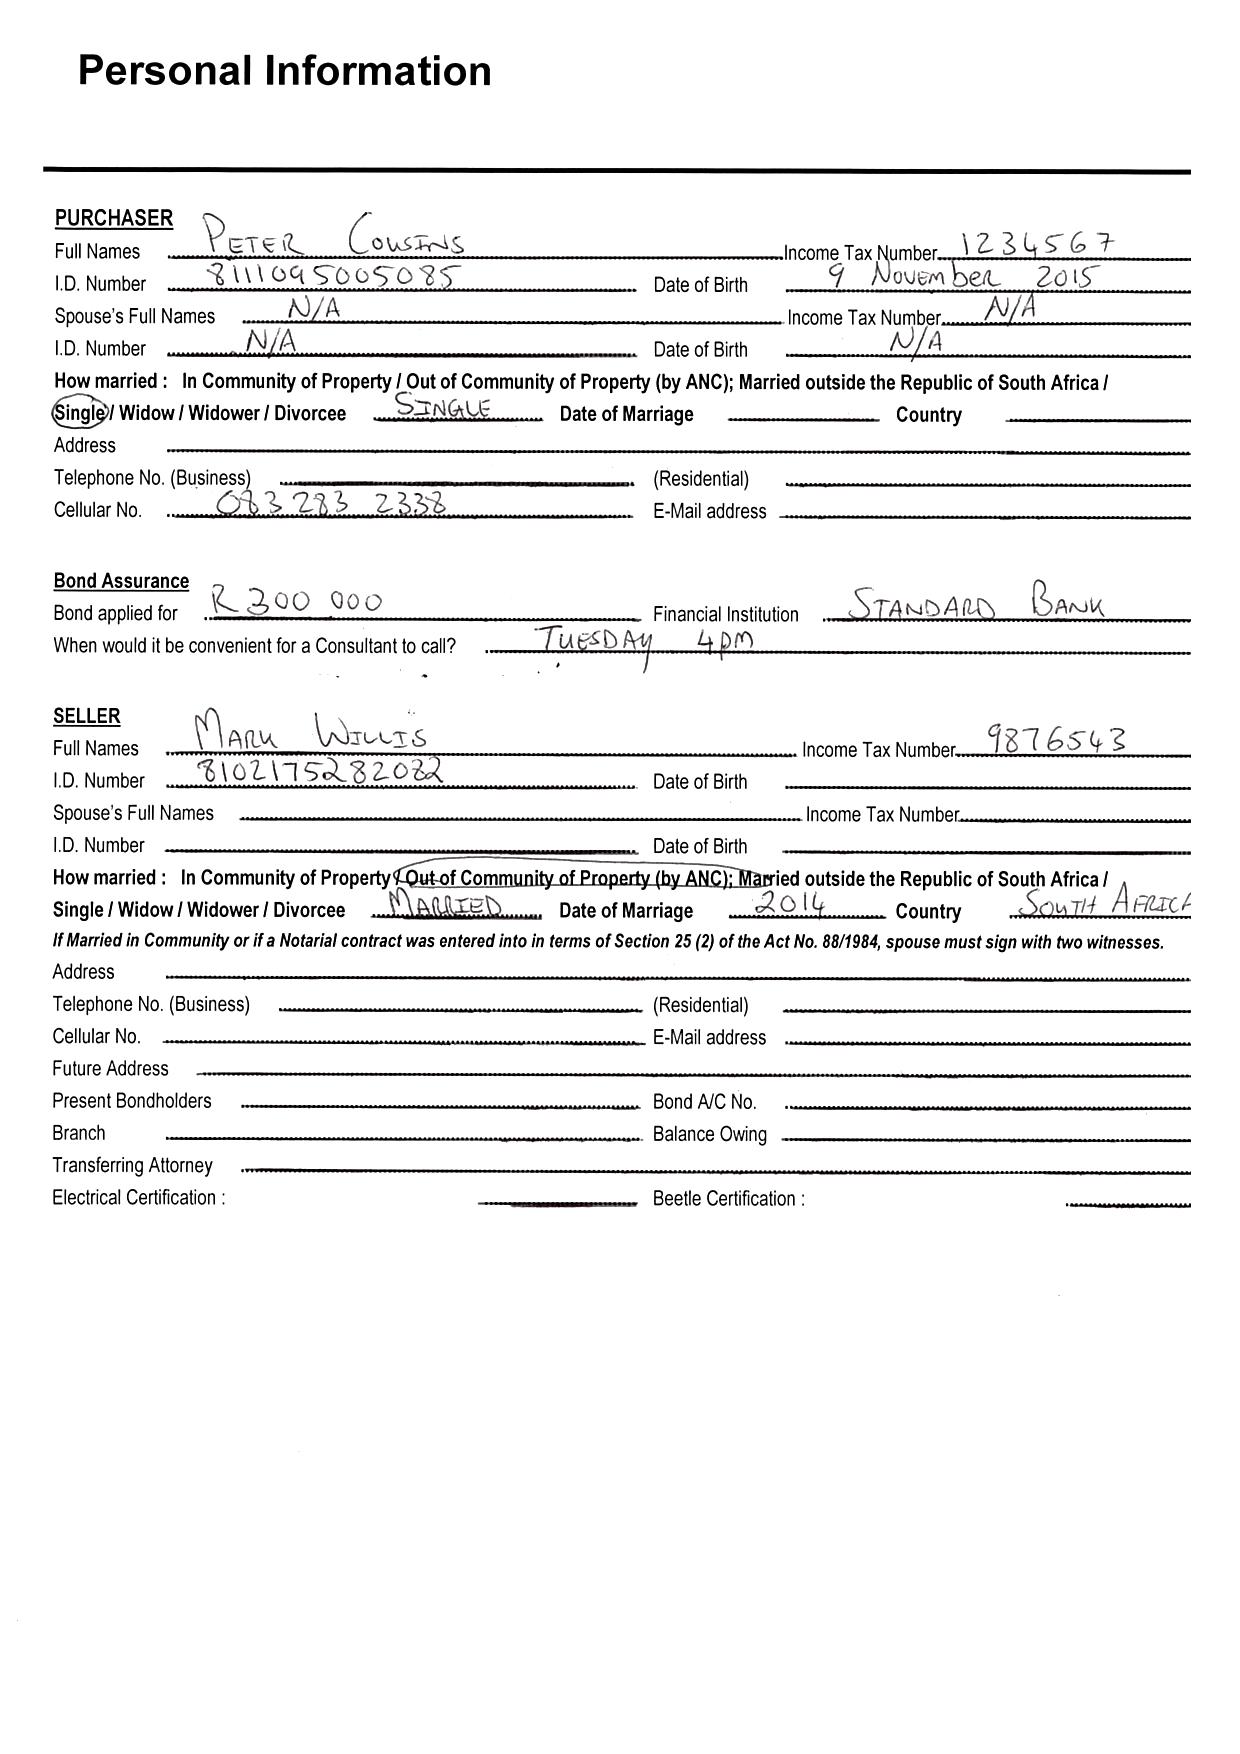 Personal Information
PURCHASER
Full Names PETER COUSINS Income Tax Number 1234567
I.D. Number 8111095005085 Date of Birth 9 November 2015
Spouse's Full Names N/A Income Tax Number N/A
I.D. Number N/A Date of Birth N/A
How married : In Community of Property / Out of Community of Property (by ANC); Married outside the Republic of South Africa /
Single / Widow / Widower / Divorcee SINGLE Date of Marriage Country
Address
Telephone No. (Business) (Residential)
Cellular No. 083 283 2338 E-Mail address
Bond Assurance
Bond applied for R 300 000 Financial Institution STANDARD BANK
When would it be convenient for a Consultant to call? TUESDAY 4pm
SELLER
Full Names MARK WILLIS Income Tax Number 9876543
I.D. Number 8102175282082 Date of Birth
Spouse's Full Names Income Tax Number
I.D. Number Date of Birth
How married : In Community of Property / Out of Community of Property (by ANC); Married outside the Republic of South Africa /
Single / Widow / Widower / Divorcee MARRIED Date of Marriage 2014 Country SOUTH AFRIC
If Married in Community or if a Notarial contract was entered into in terms of Section 25 (2) of the Act No. 88/1984, spouse must sign with two witnesses.
Address
Telephone No. (Business) (Residential)
Cellular No. E-Mail address
Future Address
Present Bondholders Bond A/C No.
Branch Balance Owing
Transferring Attorney
Electrical Certification : Beetle Certification :